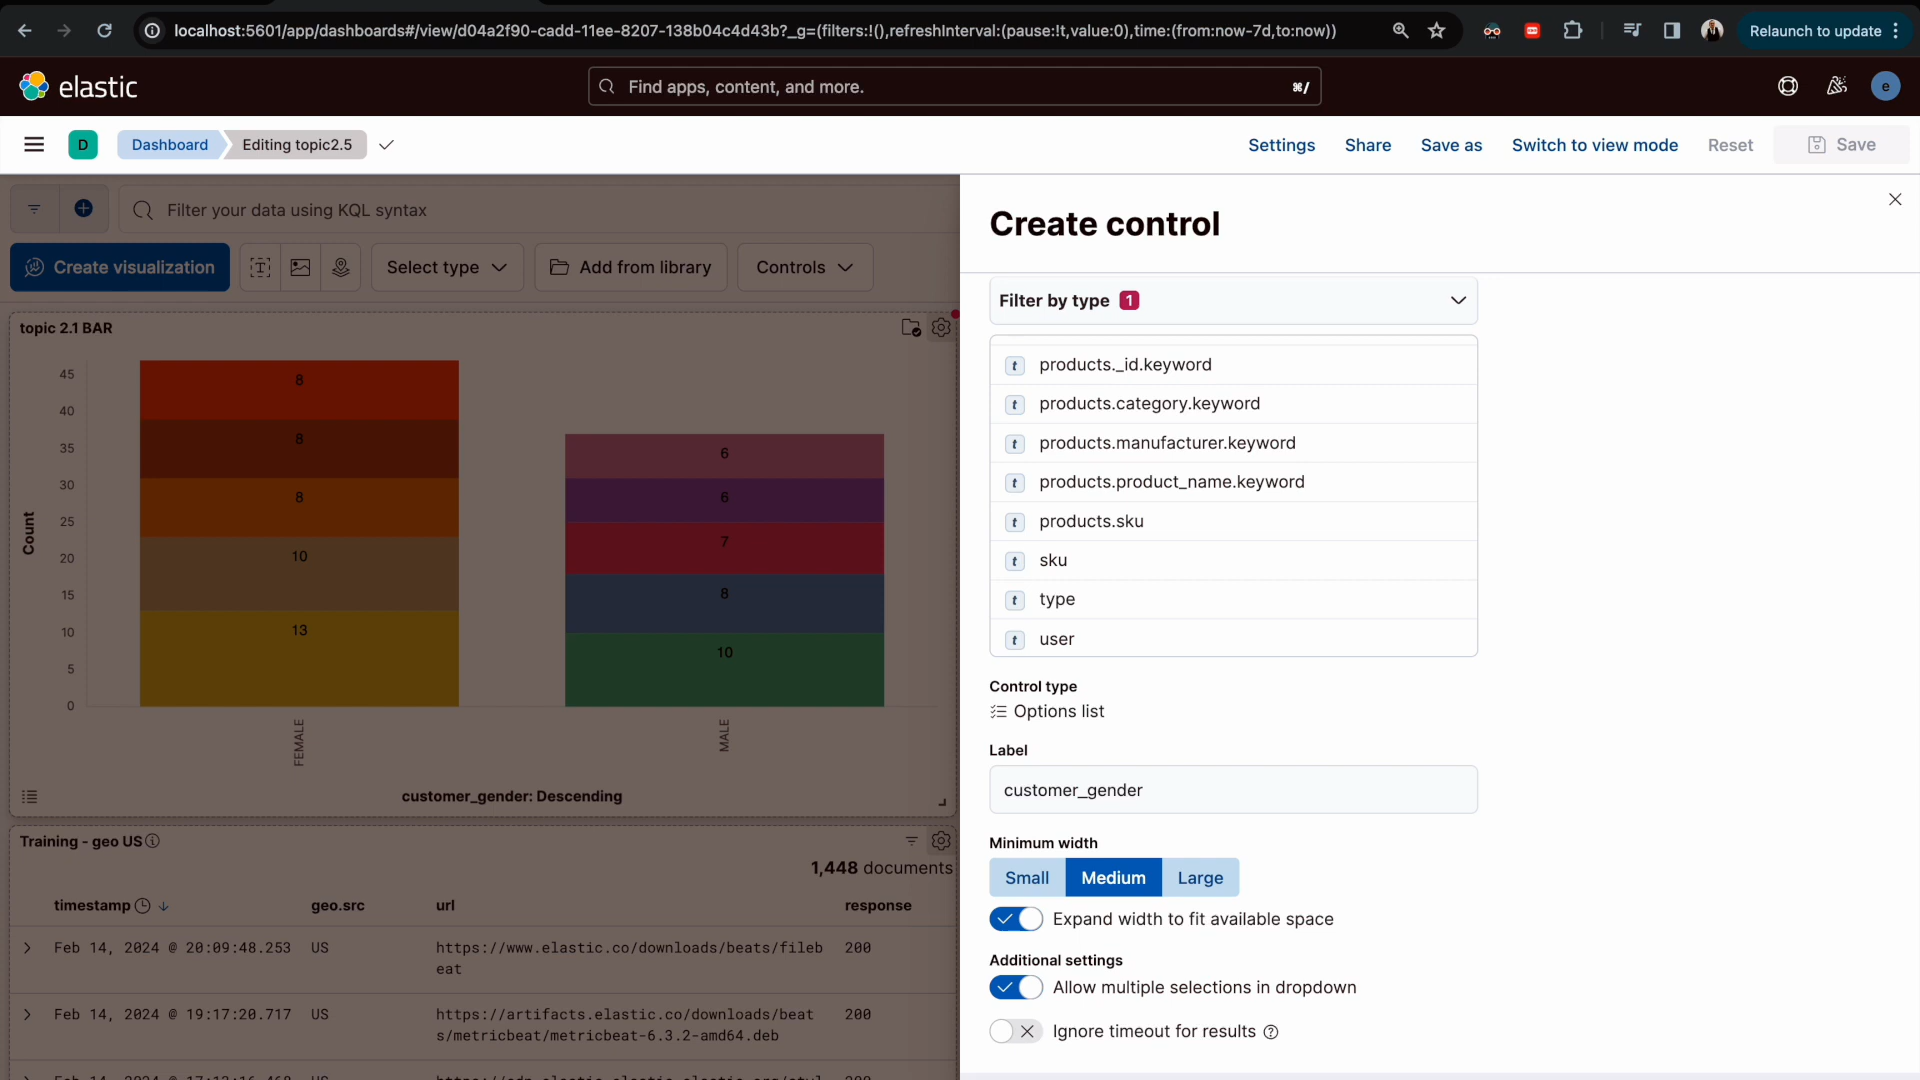 localhost:5601/app/dashboards#/view/d04a2f90-cadd-11ee-8207-138b04c4d43b?_g=(filters:!(),refreshInterval:(pause:!t,value:0),time:(from:now-7d,to:now))
Relaunch to update
elastic
Find apps, content, and more.
⌘/
e
D
Dashboard
Editing topic2.5
Settings
Share
Save as
Switch to view mode
Reset
Save
Filter your data using KQL syntax
Create visualization
Select type
Add from library
Controls
topic 2.1 BAR
45
40
35
30
25
20
15
10
5
0
Count
8
8
8
10
13
6
6
7
8
10
FEMALE
MALE
customer_gender: Descending
Training - geo US
1,448 documents
timestamp geo.src url response
Feb 14, 2024 @ 20:09:48.253 US https://www.elastic.co/downloads/beats/fileb 200
eat
Feb 14, 2024 @ 19:17:20.717 US https://artifacts.elastic.co/downloads/beat 200
s/metricbeat/metricbeat-6.3.2-amd64.deb
Create control
Filter by type 1
t products._id.keyword
t products.category.keyword
t products.manufacturer.keyword
t products.product_name.keyword
t products.sku
t sku
t type
t user
Control type
Options list
Label
customer_gender
Minimum width
Small Medium Large
Expand width to fit available space
Additional settings
Allow multiple selections in dropdown
Ignore timeout for results